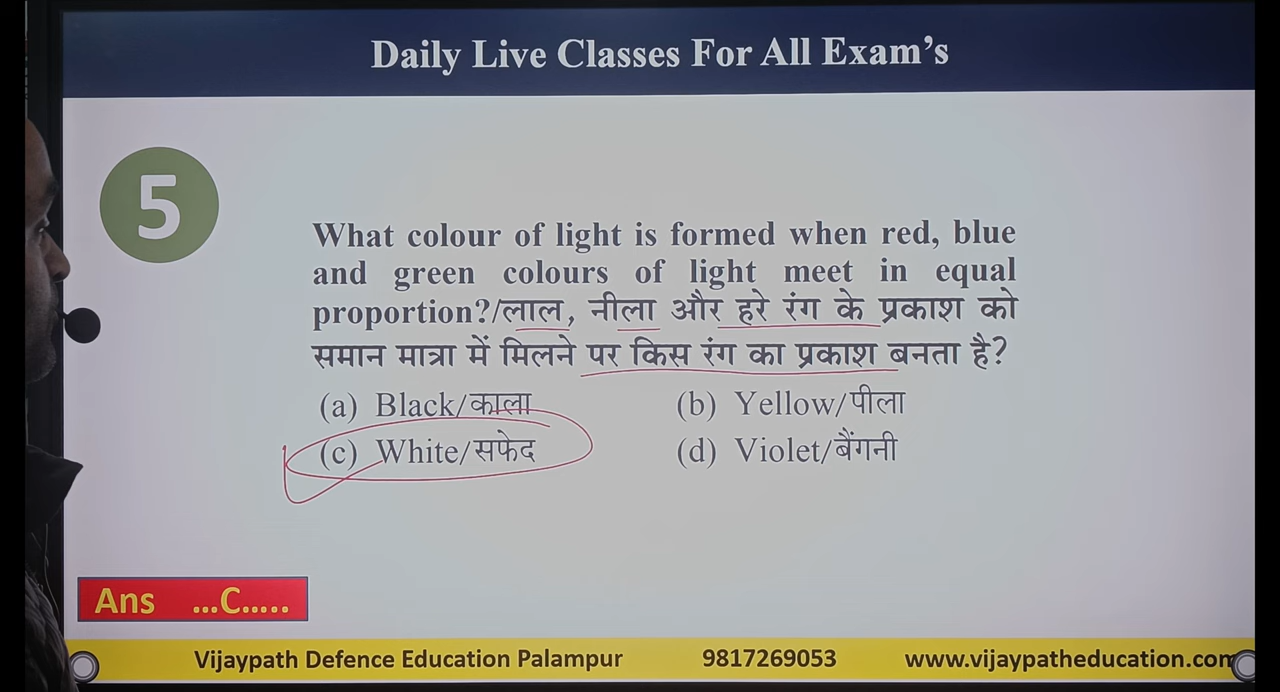 Daily Live Classes For All Exam's
5
What colour of light is formed when red, blue
and green colours of light meet in equal
proportion?/लाल, नीला और हरे रंग के प्रकाश को
समान मात्रा में मिलने पर किस रंग का प्रकाश बनता है?
(a) Black/काला (b) Yellow/पीला
(c) White/सफेद (d) Violet/बैंगनी
Ans ...C.....
Vijaypath Defence Education Palampur 9817269053 www.vijaypatheducation.com